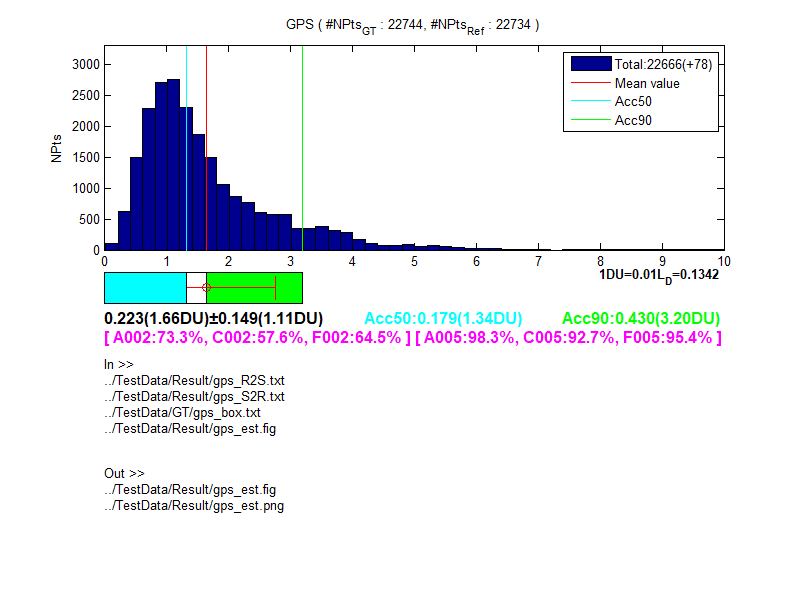 GPS ( #NPtsGT : 22744, #NPtsRef : 22734 )
3000
2500
2000
1500
1000
500
0
NPts
Total:22666(+78)
Mean value
Acc50
Acc90
0 1 2 3 4 5 6 7 8 9 10
1DU=0.01LD=0.1342
0.223(1.66DU)±0.149(1.11DU) Acc50:0.179(1.34DU) Acc90:0.430(3.20DU)
[ A002:73.3%, C002:57.6%, F002:64.5% ] [ A005:98.3%, C005:92.7%, F005:95.4% ]
In >>
../TestData/Result/gps_R2S.txt
../TestData/Result/gps_S2R.txt
../TestData/GT/gps_box.txt
../TestData/Result/gps_est.fig
Out >>
../TestData/Result/gps_est.fig
../TestData/Result/gps_est.png